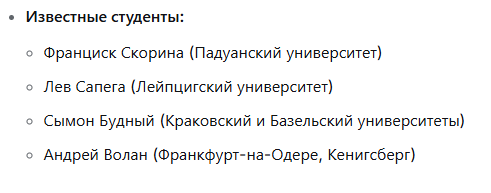 Известные студенты:
Франциск Скорина (Падуанский университет)
Лев Сапега (Лейпцигский университет)
Сымон Будный (Краковский и Базельский университеты)
Андрей Волан (Франкфурт-на-Одере, Кенигсберг)